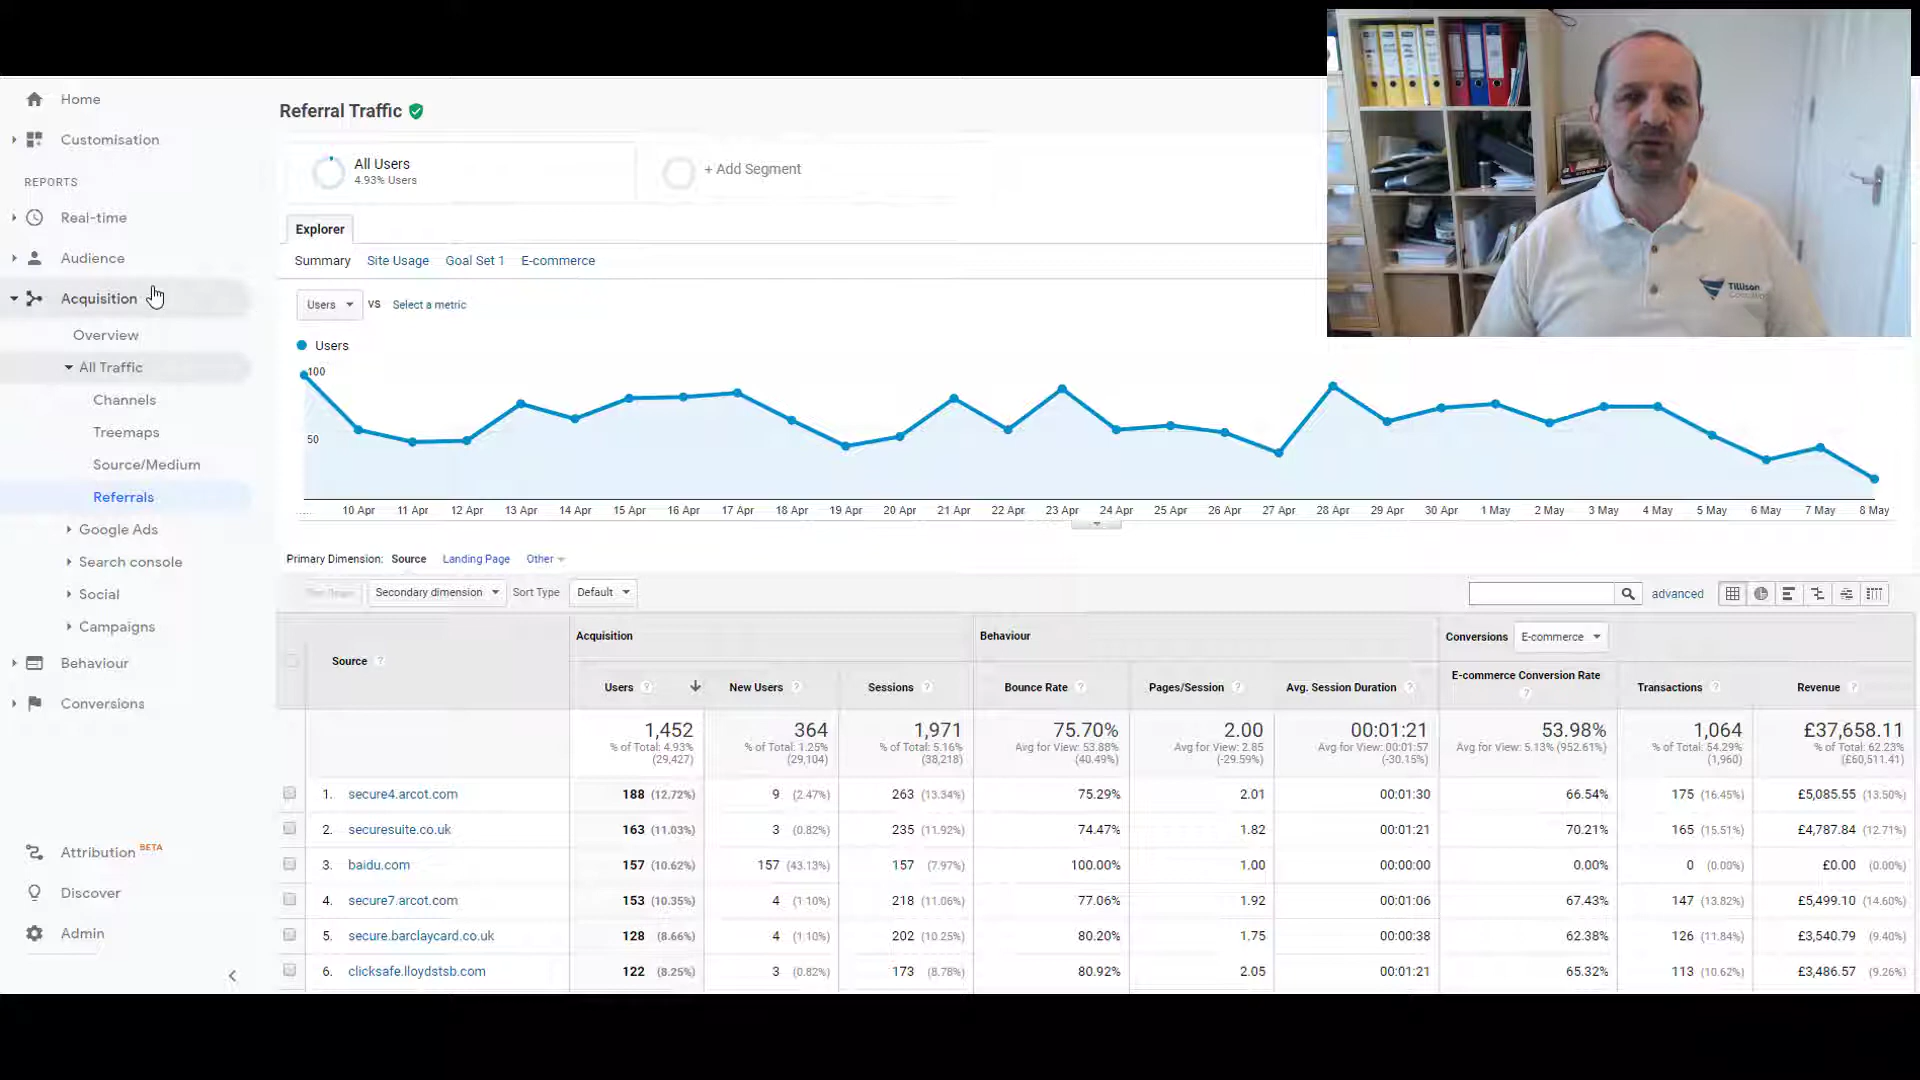 Home
Customisation
REPORTS
Real-time
Audience
Acquisition
Overview
All Traffic
Channels
Treemaps
Source/Medium
Referrals
Google Ads
Search console
Social
Campaigns
Behaviour
Conversions
Attribution BETA
Discover
Admin
Referral Traffic
All Users
4.93% Users
+ Add Segment
Explorer
Summary Site Usage Goal Set 1 E-commerce
Users VS Select a metric
Users
100
50
10 Apr 11 Apr 12 Apr 13 Apr 14 Apr 15 Apr 16 Apr 17 Apr 18 Apr 19 Apr 20 Apr 21 Apr 22 Apr 23 Apr 24 Apr 25 Apr 26 Apr 27 Apr 28 Apr 29 Apr 30 Apr 1 May 2 May 3 May 4 May 5 May 6 May 7 May 8 May
Primary Dimension: Source Landing Page Other
Secondary dimension Sort Type Default advanced
Acquisition Behaviour Conversions E-commerce
Source ? Users ? New Users ? Sessions ? Bounce Rate ? Pages/Session ? Avg. Session Duration ? E-commerce Conversion Rate ? Transactions ? Revenue ?
1,452 364 1,971 75.70% 2.00 00:01:21 53.98% 1,064 £37,658.11
% of Total: 4.93% % of Total: 1.25% % of Total: 5.16% Avg for View: 53.88% Avg for View: 2.85 Avg for View: 00:01:57 Avg for View: 5.13% (952.61%) % of Total: 54.29% % of Total: 62.23%
(29,427) (29,104) (38,218) (40.49%) (-29.59%) (-30.15%) (1,960) (£60,511.41)
1. secure4.arcot.com 188 (12.72%) 9 (2.47%) 263 (13.34%) 75.29% 2.01 00:01:30 66.54% 175 (16.45%) £5,085.55 (13.50%)
2. securesuite.co.uk 163 (11.03%) 3 (0.82%) 235 (11.92%) 74.47% 1.82 00:01:21 70.21% 165 (15.51%) £4,787.84 (12.71%)
3. baidu.com 157 (10.62%) 157 (43.13%) 157 (7.97%) 100.00% 1.00 00:00:00 0.00% 0 (0.00%) £0.00 (0.00%)
4. secure7.arcot.com 153 (10.35%) 4 (1.10%) 218 (11.06%) 77.06% 1.92 00:01:06 67.43% 147 (13.82%) £5,499.10 (14.60%)
5. secure.barclaycard.co.uk 128 (8.66%) 4 (1.10%) 202 (10.25%) 80.20% 1.75 00:00:38 62.38% 126 (11.84%) £3,540.79 (9.40%)
6. clicksafe.lloydstsb.com 122 (8.25%) 3 (0.82%) 173 (8.78%) 80.92% 2.05 00:01:21 65.32% 113 (10.62%) £3,486.57 (9.26%)
Tillison